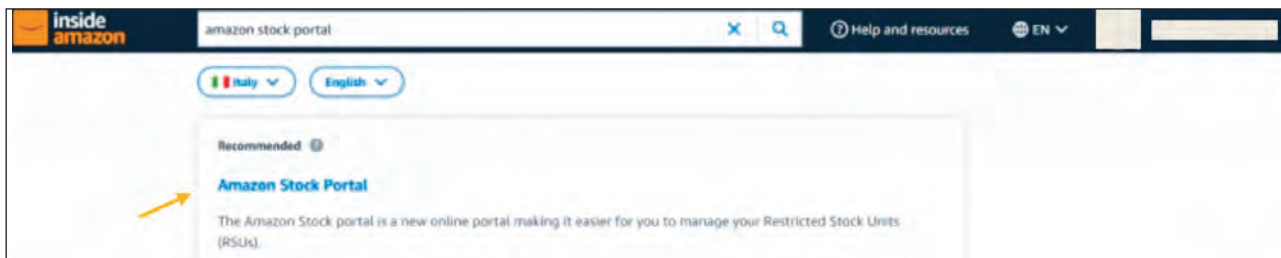 inside
amazon
amazon stock portal
Help and resources
EN
Italy
English
Recommended
Amazon Stock Portal
The Amazon Stock portal is a new online portal making it easier for you to manage your Restricted Stock Units
(RSUs).